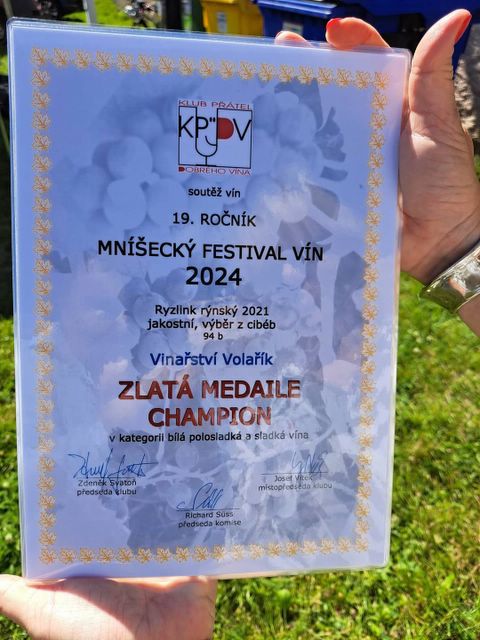 KLUB PŘÁTEL
KPDV
DOBRÉHO VÍNA
soutěž vín
19. ROČNÍK
MNÍŠECKÝ FESTIVAL VÍN
2024
Ryzlink rýnský 2021
jakostní, výběr z cibéb
94 b
Vinařství Volařík
ZLATÁ MEDAILE
CHAMPION
v kategorii bílá polosladká a sladká vína
Zdeněk Svatoň
předseda klubu
Josef Vítek
místopředseda klubu
Richard Süss
předseda komise